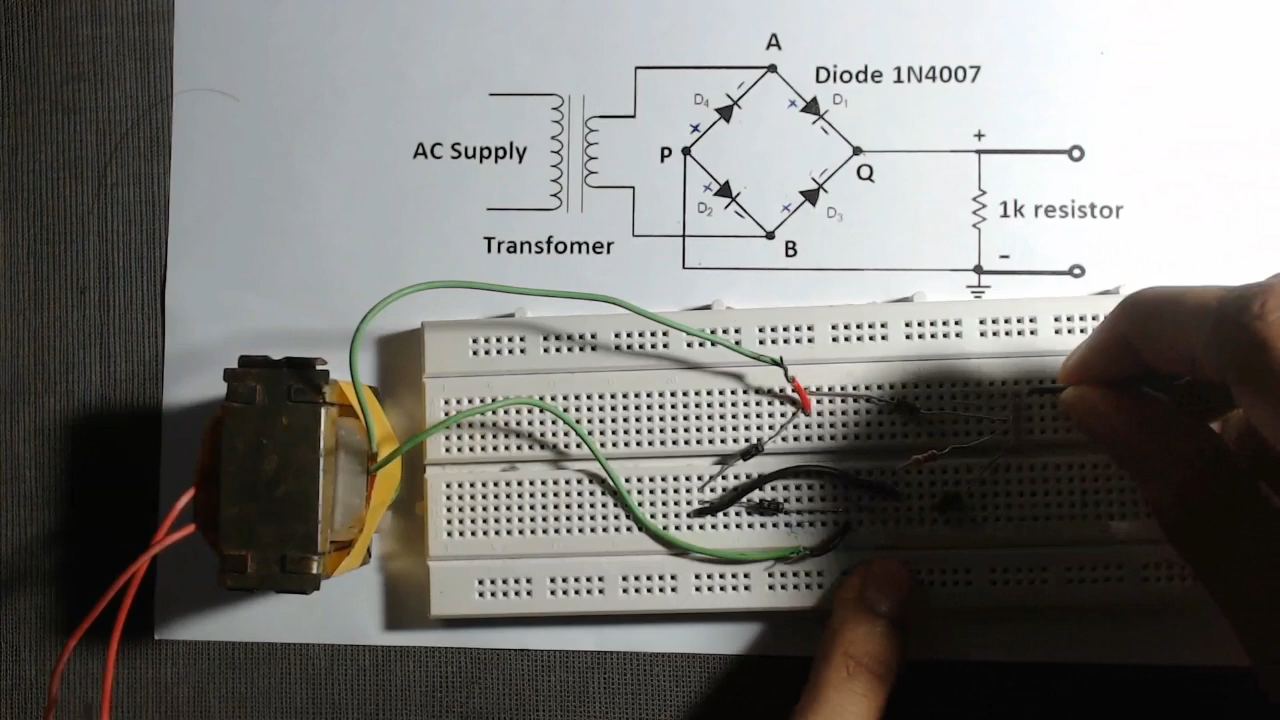 A
Diode 1N4007
D4
D1
+
AC Supply
P
Q
D2
D3
1k resistor
Transfomer
B
-